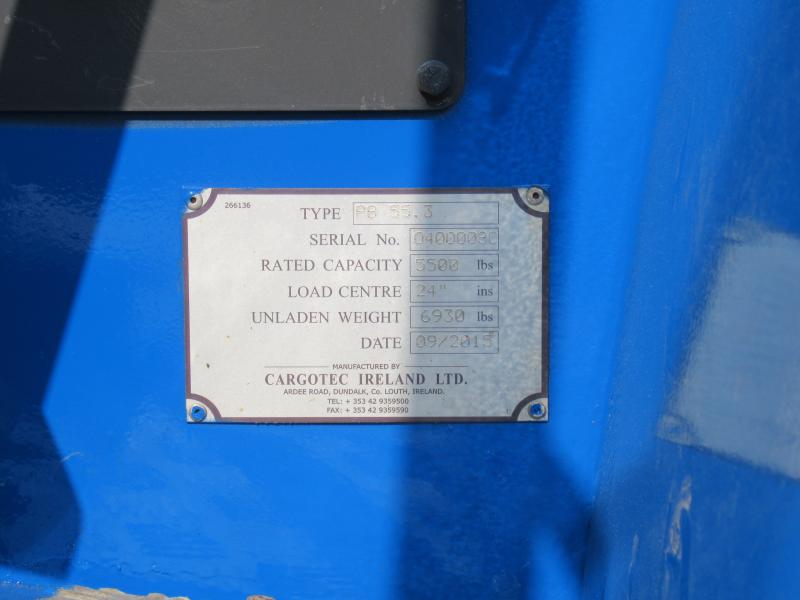 266136
TYPE PB 55.3
SERIAL No.
RATED CAPACITY 5500 lbs
LOAD CENTRE 24" ins
UNLADEN WEIGHT 6930 lbs
DATE 09/2015
MANUFACTURED BY
CARGOTEC IRELAND LTD.
ARDEE ROAD, DUNDALK, Co. LOUTH, IRELAND.
TEL: + 353 42 9359500
FAX: + 353 42 9359590